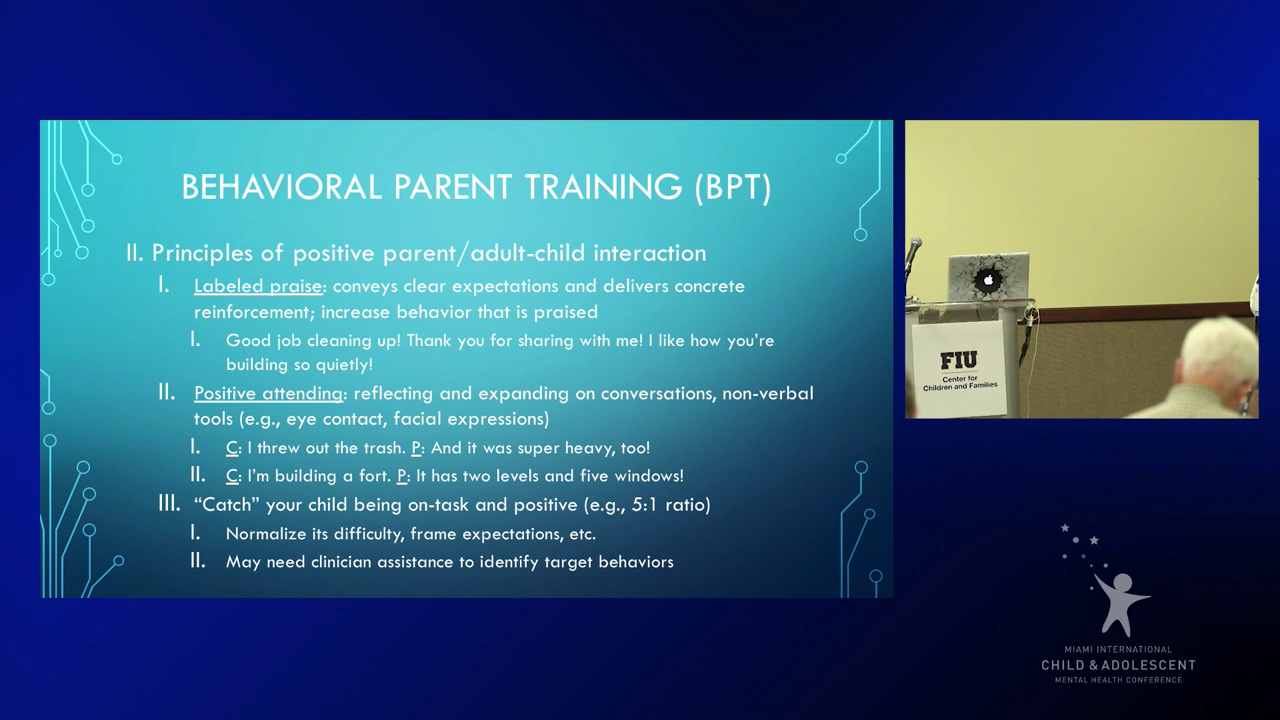 BEHAVIORAL PARENT TRAINING (BPT)
II. Principles of positive parent/adult-child interaction
I. Labeled praise: conveys clear expectations and delivers concrete
reinforcement; increase behavior that is praised
I. Good job cleaning up! Thank you for sharing with me! I like how you're
building so quietly!
II. Positive attending: reflecting and expanding on conversations, non-verbal
tools (e.g., eye contact, facial expressions)
I. C: I threw out the trash. P: And it was super heavy, too!
II. C: I'm building a fort. P: It has two levels and five windows!
III. “Catch” your child being on-task and positive (e.g., 5:1 ratio)
I. Normalize its difficulty, frame expectations, etc.
II. May need clinician assistance to identify target behaviors
FIU
Center for
Children and Families
MIAMI INTERNATIONAL
CHILD & ADOLESCENT
MENTAL HEALTH CONFERENCE